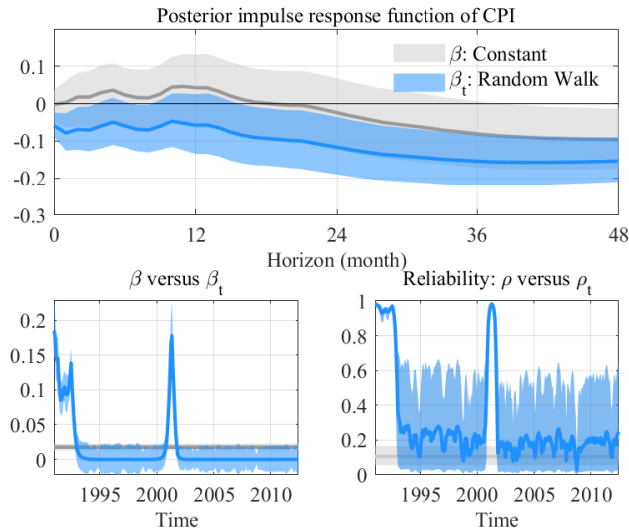 Posterior impulse response function of CPI
0.1
0
-0.1
-0.2
-0.3
β: Constant
βt: Random Walk
0 12 24 36 48
Horizon (month)
β versus βt
0.2
0.15
0.1
0.05
0
1995 2000 2005 2010
Time
Reliability: ρ versus ρt
1
0.8
0.6
0.4
0.2
0
1995 2000 2005 2010
Time